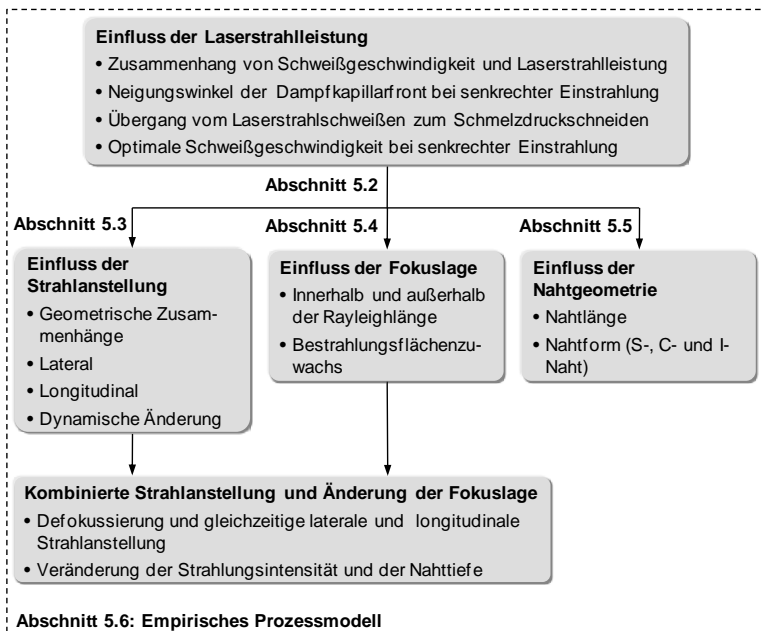 Einfluss der Laserstrahlleistung
• Zusammenhang von Schweißgeschwindigkeit und Laserstrahlleistung
• Neigungswinkel der Dampfkapillarfront bei senkrechter Einstrahlung
• Übergang vom Laserstrahlschweißen zum Schmelzdruckschneiden
• Optimale Schweißgeschwindigkeit bei senkrechter Einstrahlung
Abschnitt 5.2
Abschnitt 5.3
Einfluss der
Strahlanstellung
• Geometrische Zusam-
menhänge
• Lateral
• Longitudinal
• Dynamische Änderung
Abschnitt 5.4
Einfluss der Fokuslage
• Innerhalb und außerhalb
der Rayleighlänge
• Bestrahlungsflächenzu-
wachs
Abschnitt 5.5
Einfluss der
Nahtgeometrie
• Nahtlänge
• Nahtform (S-, C- und I-
Naht)
Kombinierte Strahlanstellung und Änderung der Fokuslage
• Defokussierung und gleichzeitige laterale und longitudinale
Strahlanstellung
• Veränderung der Strahlungsintensität und der Nahttiefe
Abschnitt 5.6: Empirisches Prozessmodell